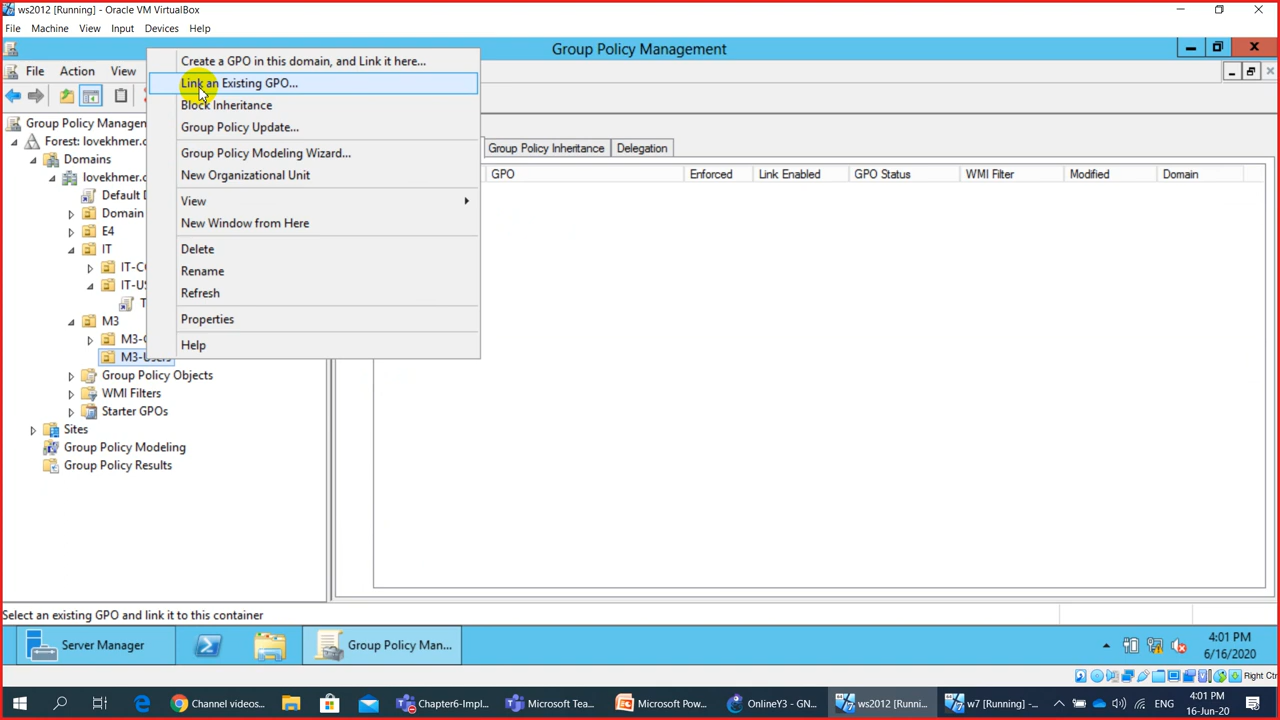 ws2012 [Running] - Oracle VM VirtualBox
File Machine View Input Devices Help
Group Policy Management
File Action View
Create a GPO in this domain, and Link it here...
Link an Existing GPO...
Block Inheritance
Group Policy Update...
Group Policy Modeling Wizard...
New Organizational Unit
View
New Window from Here
Delete
Rename
Refresh
Properties
Help
Group Policy Managem
Forest: lovekhmer.c
Domains
lovekhmer.c
Default D
Domain
E4
IT
IT-CO
IT-US
T
M3
M3-C
M3-Users
Group Policy Objects
WMI Filters
Starter GPOs
Sites
Group Policy Modeling
Group Policy Results
Group Policy Inheritance Delegation
GPO Enforced Link Enabled GPO Status WMI Filter Modified Domain
Select an existing GPO and link it to this container
Server Manager Group Policy Man...
4:01 PM
6/16/2020
Right Ctr
Channel videos... Chapter6-Impl... Microsoft Tea... Microsoft Pow... OnlineY3 - GN... ws2012 [Runni... w7 [Running] -...
ENG
4:01 PM
16-Jun-20